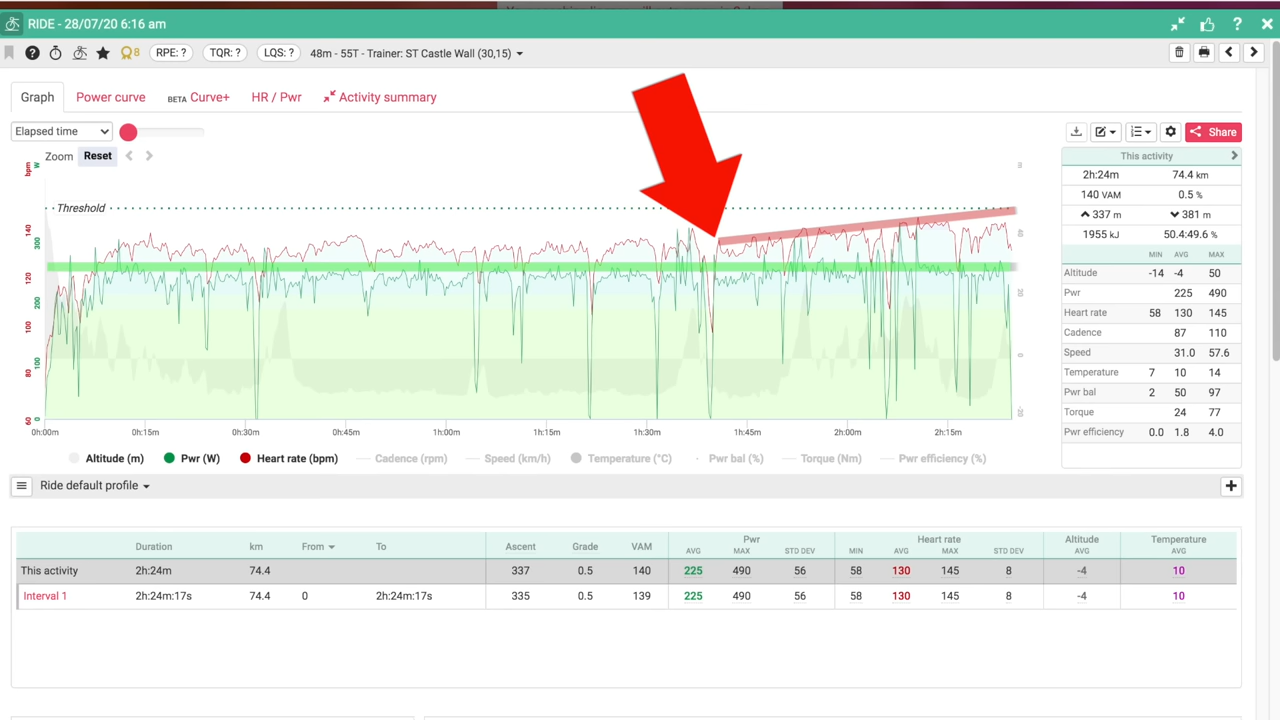 RIDE - 28/07/20 6:16 am
8 RPE: ? TQR: ? LQS: ? 48m - 55T - Trainer: ST Castle Wall (30,15)
Graph Power curve BETA Curve+ HR / Pwr Activity summary
Elapsed time Share
Zoom Reset
This activity
2h:24m 74.4 km
140 VAM 0.5 %
337 m 381 m
1955 kJ 50.4:49.6 %
MIN AVG MAX
Altitude -14 -4 50
Pwr 225 490
Heart rate 58 130 145
Cadence 87 110
Speed 31.0 57.6
Temperature 7 10 14
Pwr bal 2 50 97
Torque 24 77
Pwr efficiency 0.0 1.8 4.0
bpm W m
Threshold
140 300 40
120 200 20
100
80 100 0
60 0 -20
0h:00m 0h:15m 0h:30m 0h:45m 1h:00m 1h:15m 1h:30m 1h:45m 2h:00m 2h:15m
Altitude (m) Pwr (W) Heart rate (bpm) Cadence (rpm) Speed (km/h) Temperature (°C) Pwr bal (%) Torque (Nm) Pwr efficiency (%)
Ride default profile
Duration km From To Ascent Grade VAM Pwr Heart rate Altitude Temperature
AVG MAX STD DEV MIN AVG MAX STD DEV AVG AVG
This activity 2h:24m 74.4 337 0.5 140 225 490 56 58 130 145 8 -4 10
Interval 1 2h:24m:17s 74.4 0 2h:24m:17s 335 0.5 139 225 490 56 58 130 145 8 -4 10